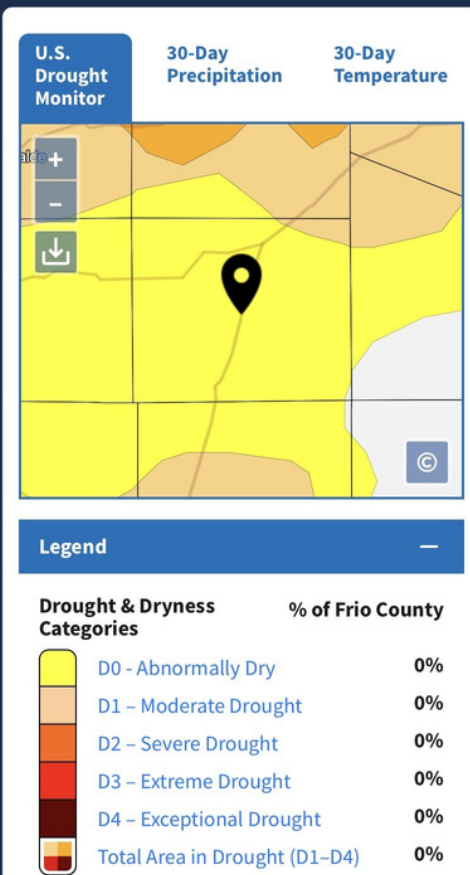 U.S.
Drought
Monitor
30-Day
Precipitation
30-Day
Temperature
+
−
©
Legend
Drought & Dryness
Categories
% of Frio County
D0 - Abnormally Dry 0%
D1 – Moderate Drought 0%
D2 – Severe Drought 0%
D3 – Extreme Drought 0%
D4 – Exceptional Drought 0%
Total Area in Drought (D1–D4) 0%